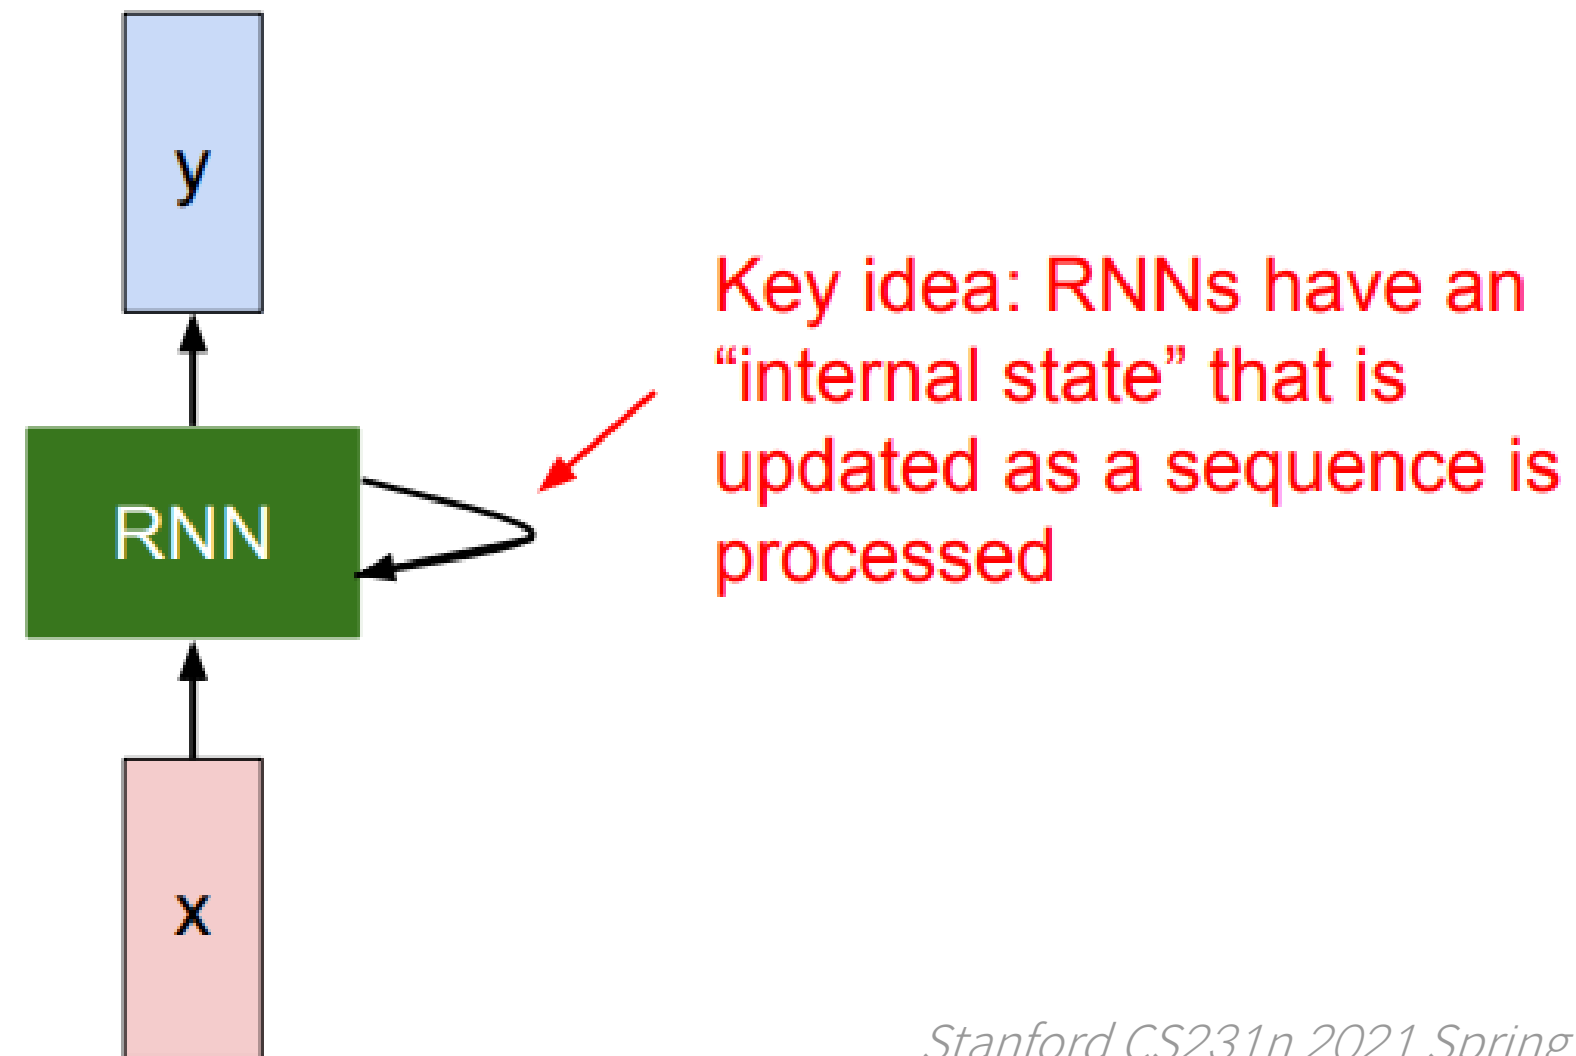 y
Key idea: RNNs have an
“internal state” that is
updated as a sequence is
processed
RNN
x
Stanford CS231n 2021 Spring